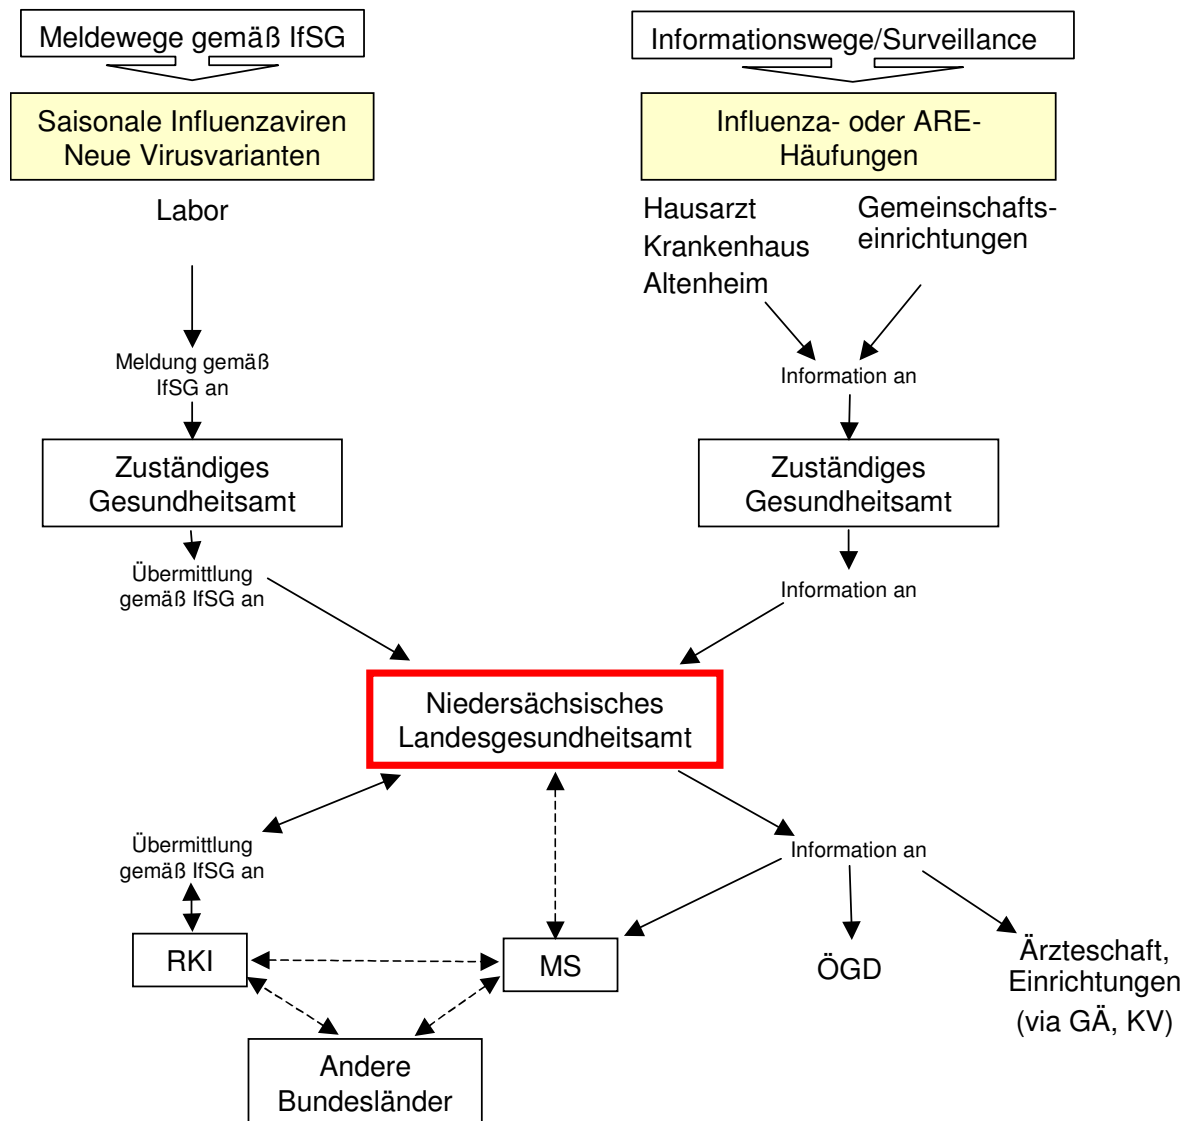 Meldewege gemäß IfSG
Informationswege/Surveillance
Saisonale Influenzaviren
Neue Virusvarianten
Influenza- oder ARE-
Häufungen
Labor
Hausarzt
Krankenhaus
Altenheim
Gemeinschafts-
einrichtungen
Meldung gemäß
IfSG an
Information an
Zuständiges
Gesundheitsamt
Zuständiges
Gesundheitsamt
Übermittlung
gemäß IfSG an
Information an
Niedersächsisches
Landesgesundheitsamt
Übermittlung
gemäß IfSG an
Information an
RKI
MS
ÖGD
Ärzteschaft,
Einrichtungen
(via GÄ, KV)
Andere
Bundesländer